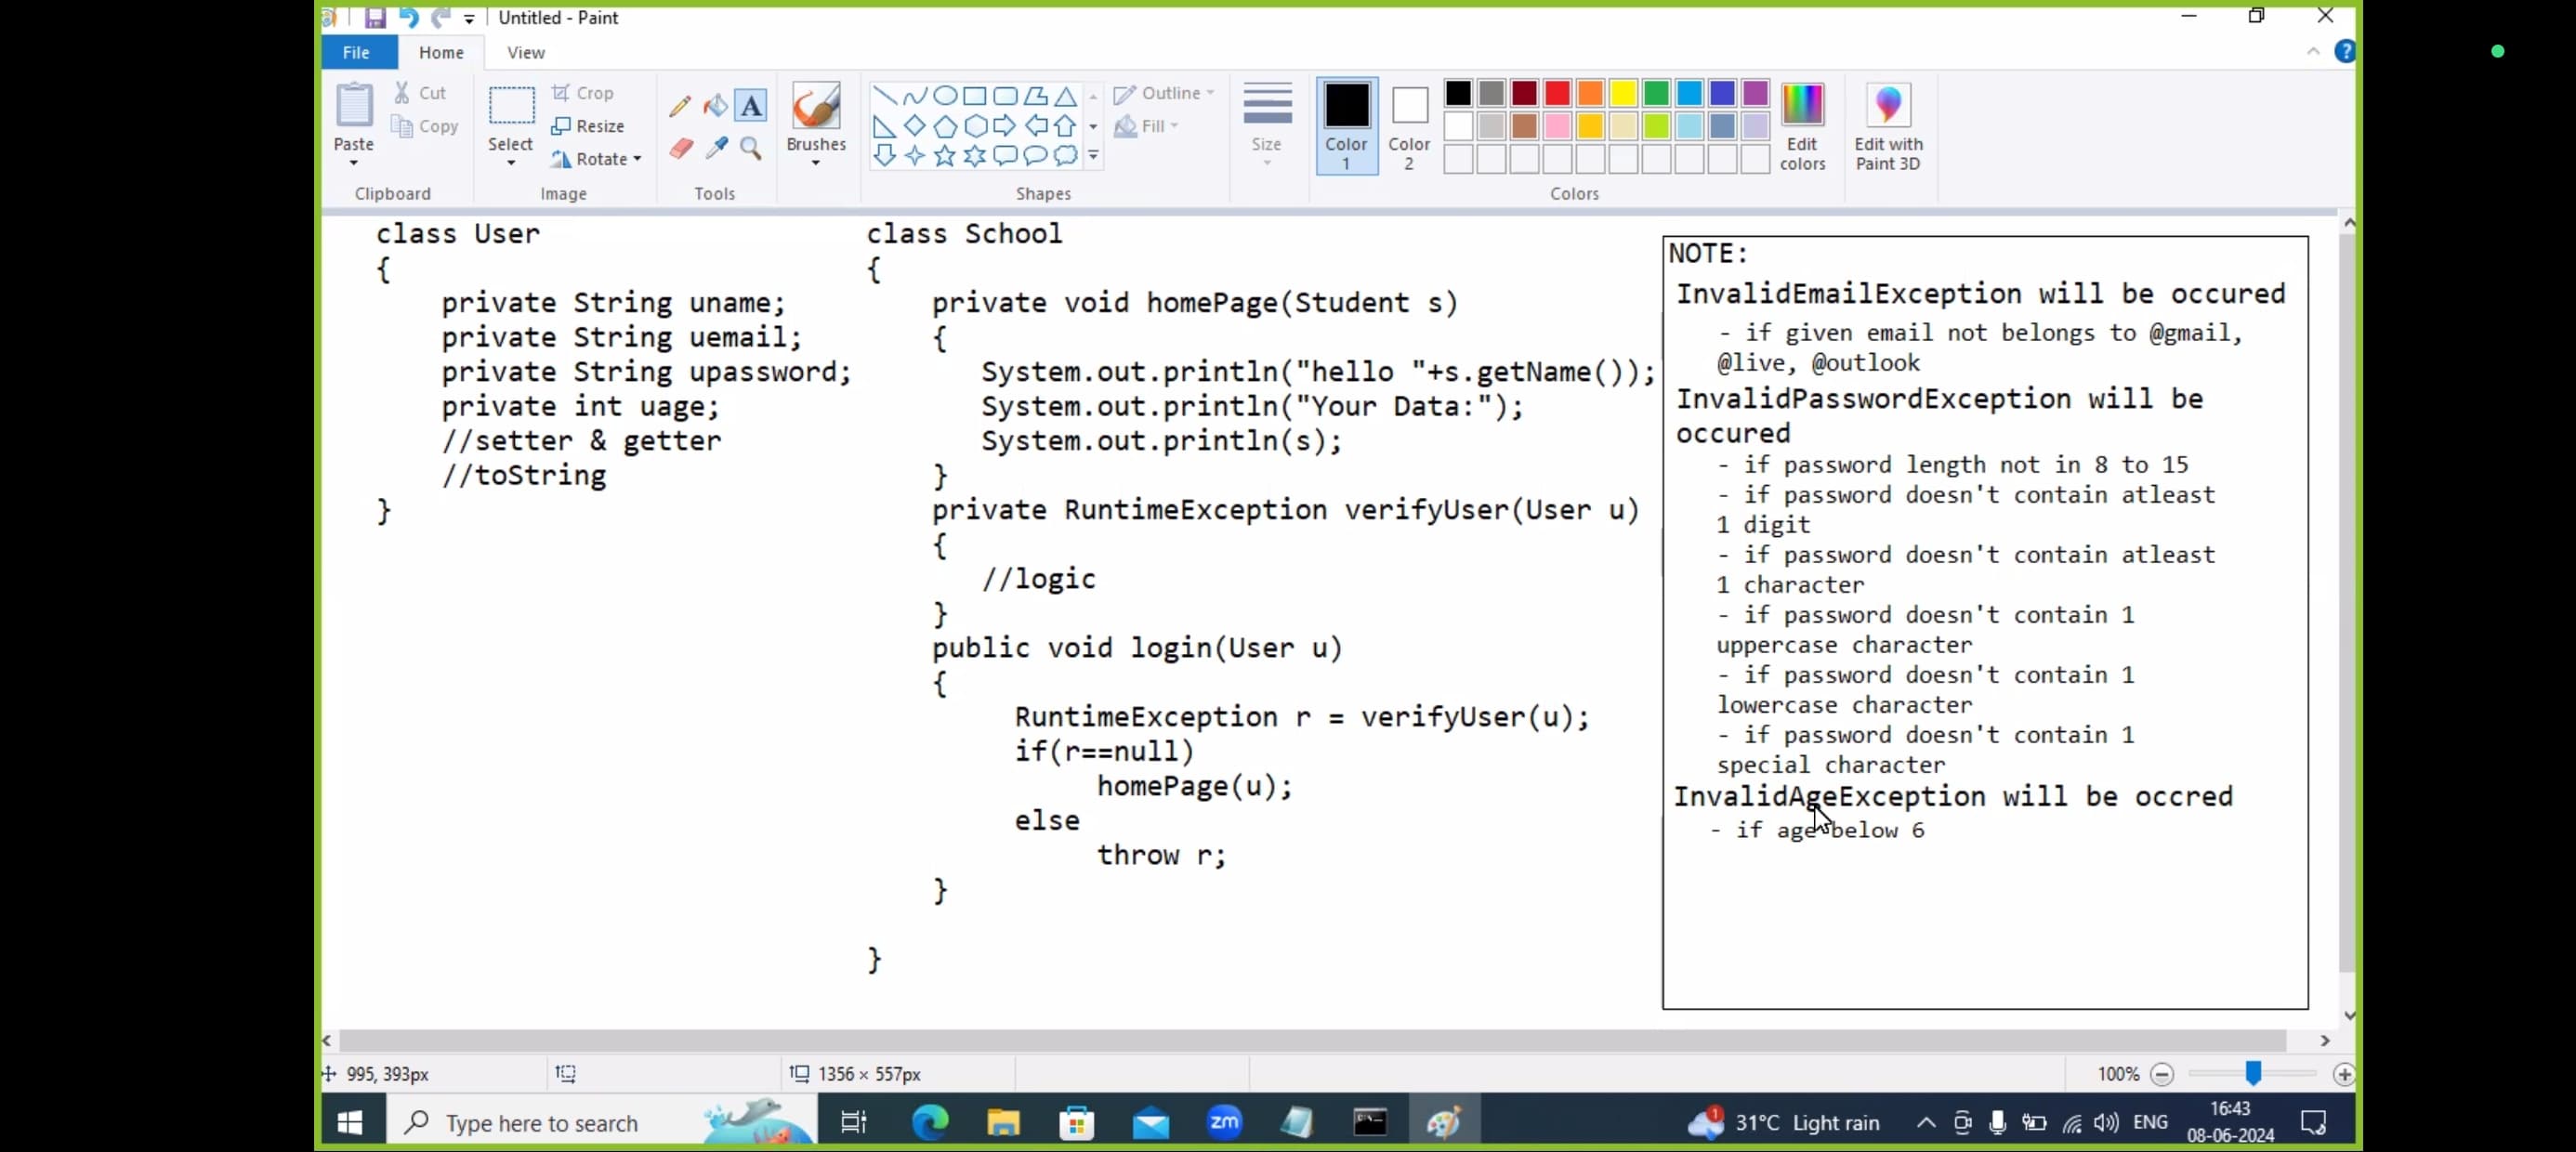 Untitled - Paint
File Home View
Paste
Cut
Copy
Clipboard
Select
Crop
Resize
Rotate
Image
A
Tools
Brushes
Shapes
Outline
Fill
Size
Color
1
Color
2
Edit
colors
Colors
Edit with
Paint 3D
class User
{
private String uname;
private String uemail;
private String upassword;
private int uage;
//setter & getter
//toString
}
class School
{
private void homePage(Student s)
{
System.out.println("hello "+s.getName());
System.out.println("Your Data:");
System.out.println(s);
}
private RuntimeException verifyUser(User u)
{
//logic
}
public void login(User u)
{
RuntimeException r = verifyUser(u);
if(r==null)
homePage(u);
else
throw r;
}
}
NOTE:
InvalidEmailException will be occured
- if given email not belongs to @gmail,
@live, @outlook
InvalidPasswordException will be
occured
- if password length not in 8 to 15
- if password doesn't contain atleast
1 digit
- if password doesn't contain atleast
1 character
- if password doesn't contain 1
uppercase character
- if password doesn't contain 1
lowercase character
- if password doesn't contain 1
special character
InvalidAgeException will be occred
- if age below 6
995, 393px
1356 × 557px
100%
Type here to search
zm
1
31°C Light rain
ENG
16:43
08-06-2024